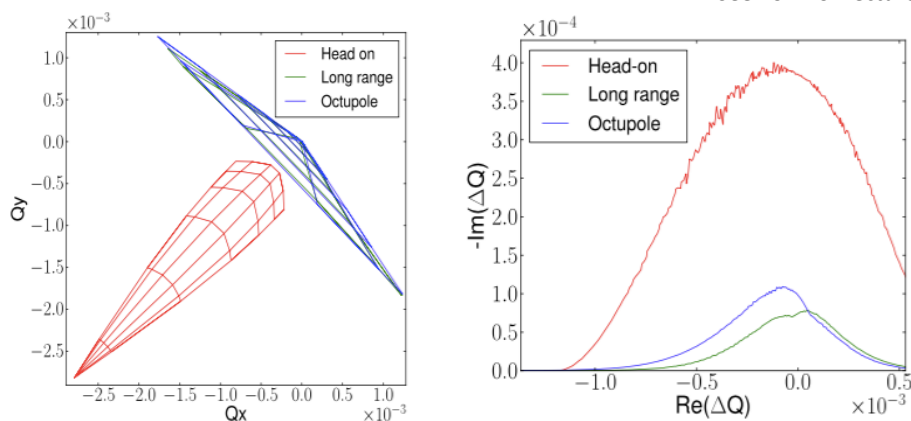 ×10⁻³
1.0
0.5
0.0
−0.5
−1.0
−1.5
−2.0
−2.5
Qy
Head on
Long range
Octupole
−2.5 −2.0 −1.5 −1.0 −0.5 0.0 0.5 1.0
Qx
×10⁻³
×10⁻⁴
4.0
3.5
3.0
2.5
2.0
1.5
1.0
0.5
0.0
-Im(ΔQ)
Head-on
Long range
Octupole
−1.0 −0.5 0.0 0.5
Re(ΔQ)
×10⁻³